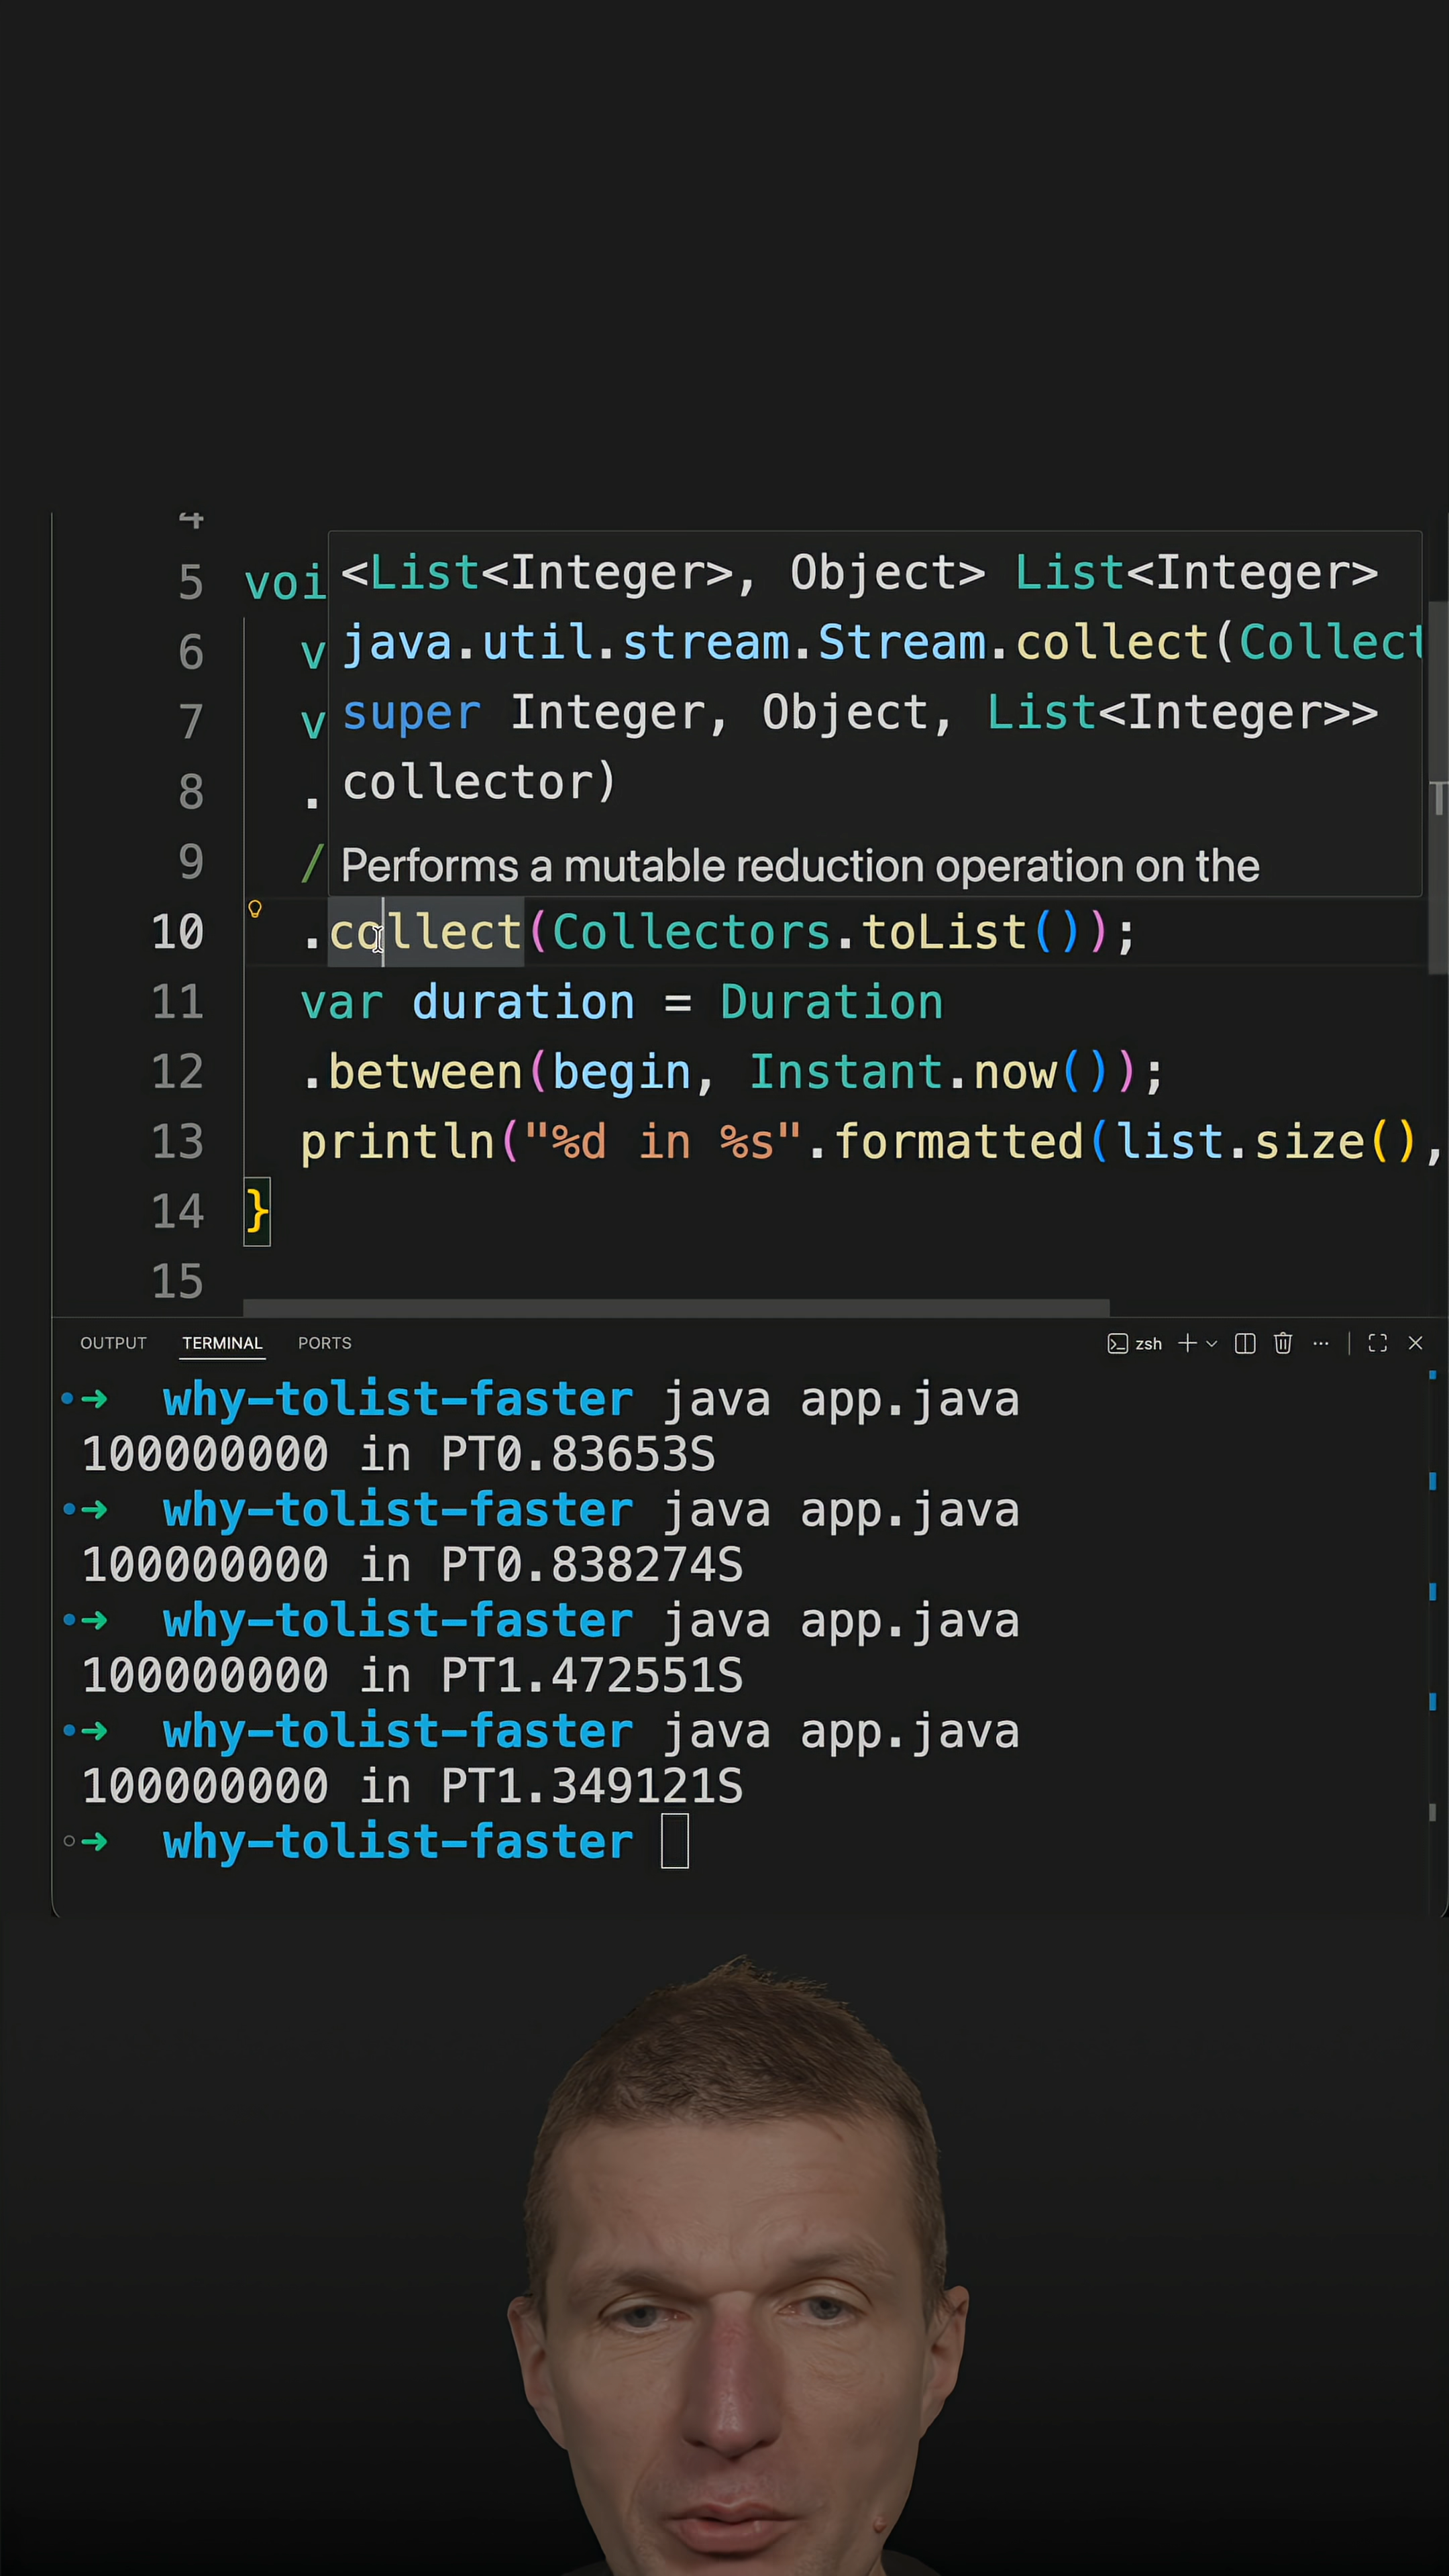 4
5 voi
<List<Integer>, Object> List<Integer>
java.util.stream.Stream.collect(Collect
super Integer, Object, List<Integer>>
collector)
Performs a mutable reduction operation on the
6 v
7 v
8 .
9 /
10 .collect(Collectors.toList());
11 var duration = Duration
12 .between(begin, Instant.now());
13 println("%d in %s".formatted(list.size(),
14 }
15
OUTPUT TERMINAL PORTS zsh
➜ why-tolist-faster java app.java
100000000 in PT0.83653S
➜ why-tolist-faster java app.java
100000000 in PT0.838274S
➜ why-tolist-faster java app.java
100000000 in PT1.472551S
➜ why-tolist-faster java app.java
100000000 in PT1.349121S
➜ why-tolist-faster